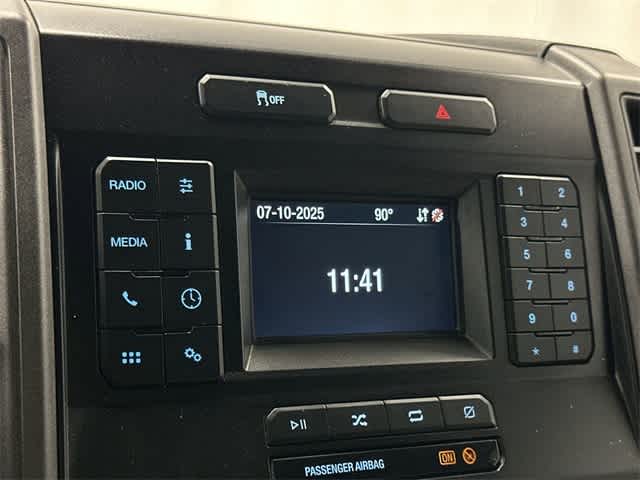 OFF
07-10-2025 90°
11:41
RADIO
MEDIA
i
1 2
3 4
5 6
7 8
9 0
* #
PASSENGER AIRBAG ON